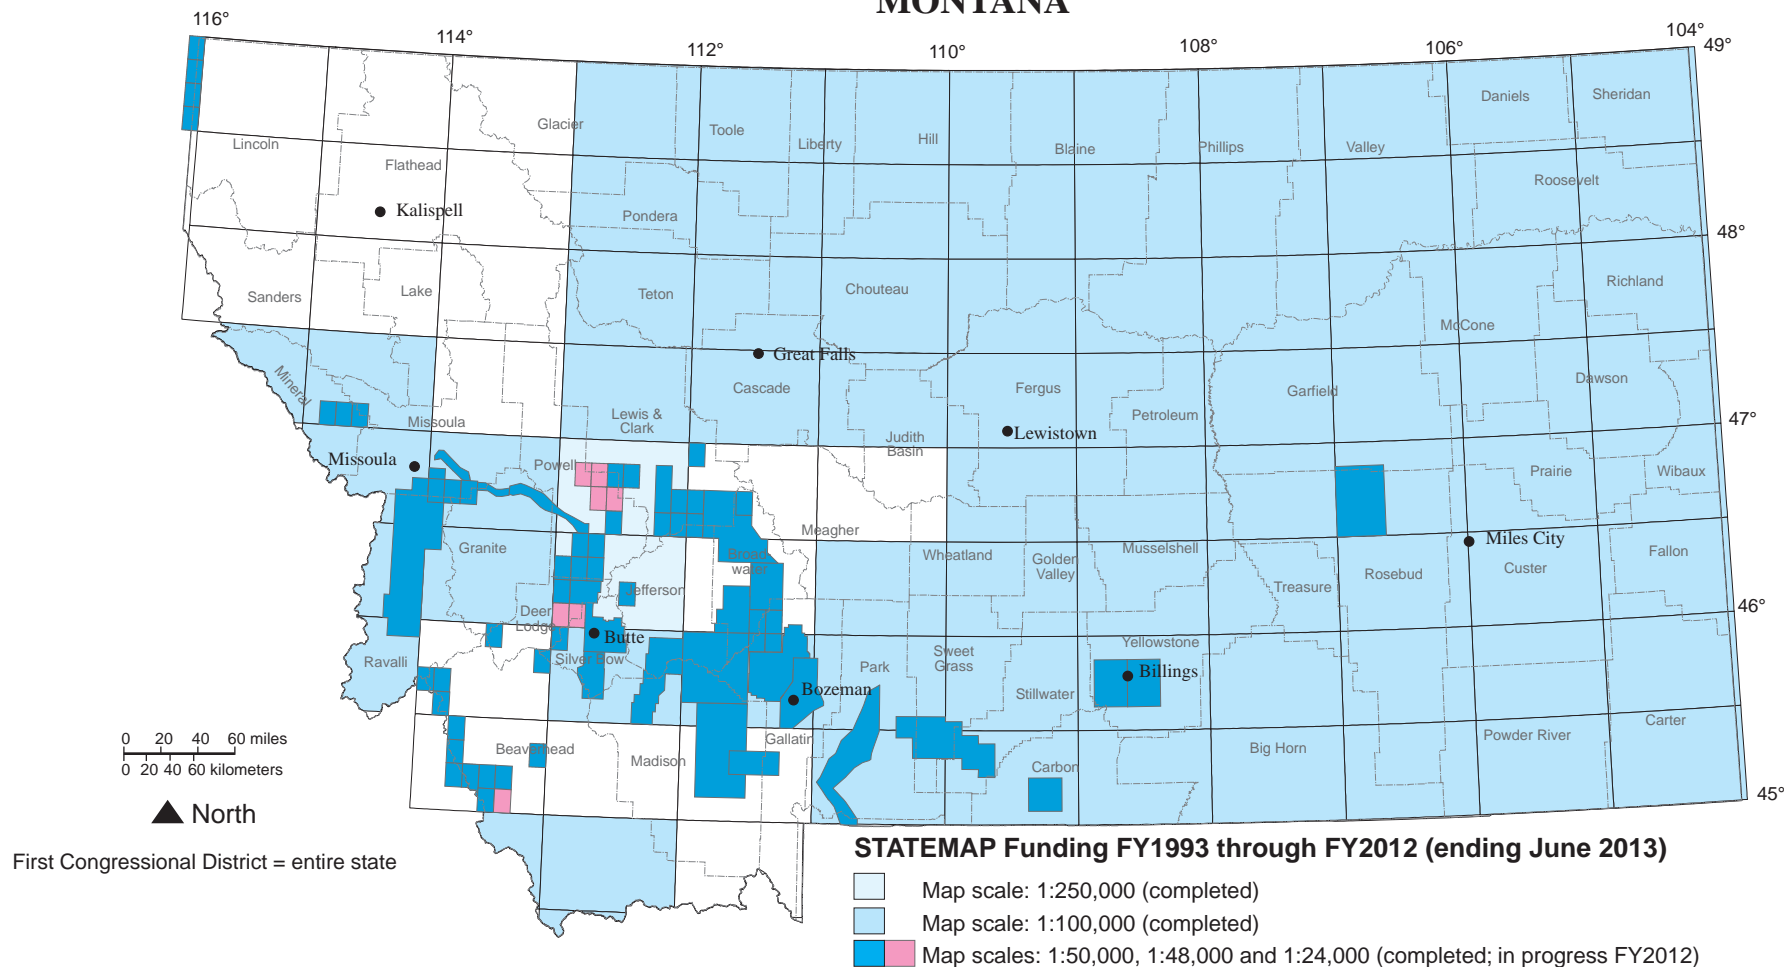 MONTANA
116°
114°
112°
110°
108°
106°
104°
49°
Daniels
Sheridan
Glacier
Toole
Liberty
Hill
Blaine
Phillips
Valley
Lincoln
Flathead
Roosevelt
Kalispell
Pondera
48°
Sanders
Lake
Teton
Chouteau
Richland
McCone
Great Falls
Mineral
Cascade
Fergus
Garfield
Dawson
Missoula
Lewis &
Clark
Petroleum
47°
Judith
Basin
Lewistown
Missoula
Powell
Prairie
Wibaux
Meagher
Granite
Broad
water
Wheatland
Golden
Valley
Musselshell
Miles City
Fallon
Jefferson
Treasure
Rosebud
Custer
Deer
Lodge
46°
Butte
Ravalli
Silver Bow
Park
Sweet
Grass
Yellowstone
Billings
Bozeman
Stillwater
Carter
0 20 40 60 miles
0 20 40 60 kilometers
Beaverhead
Madison
Gallatin
Carbon
Big Horn
Powder River
45°
North
First Congressional District = entire state
STATEMAP Funding FY1993 through FY2012 (ending June 2013)
Map scale: 1:250,000 (completed)
Map scale: 1:100,000 (completed)
Map scales: 1:50,000, 1:48,000 and 1:24,000 (completed; in progress FY2012)